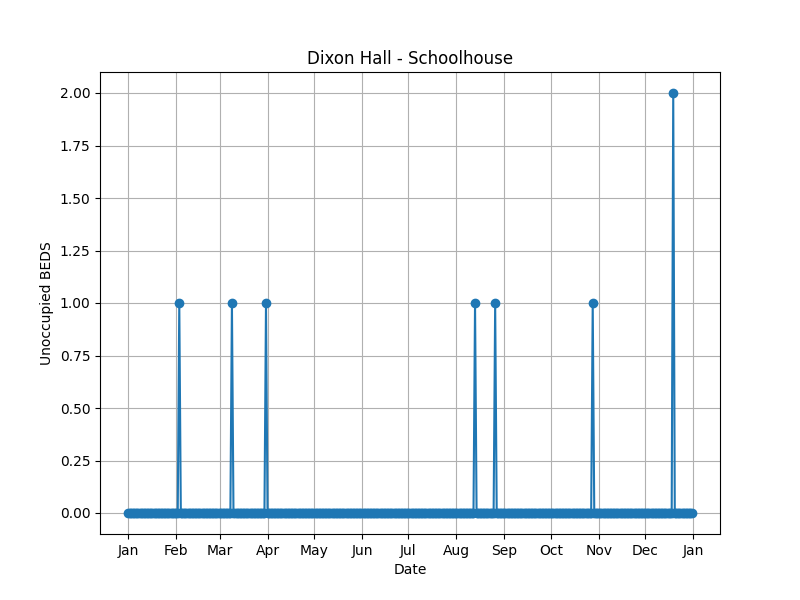 Dixon Hall - Schoolhouse
2.00
1.75
1.50
1.25
1.00
0.75
0.50
0.25
0.00
Unoccupied BEDS
Jan Feb Mar Apr May Jun Jul Aug Sep Oct Nov Dec Jan
Date